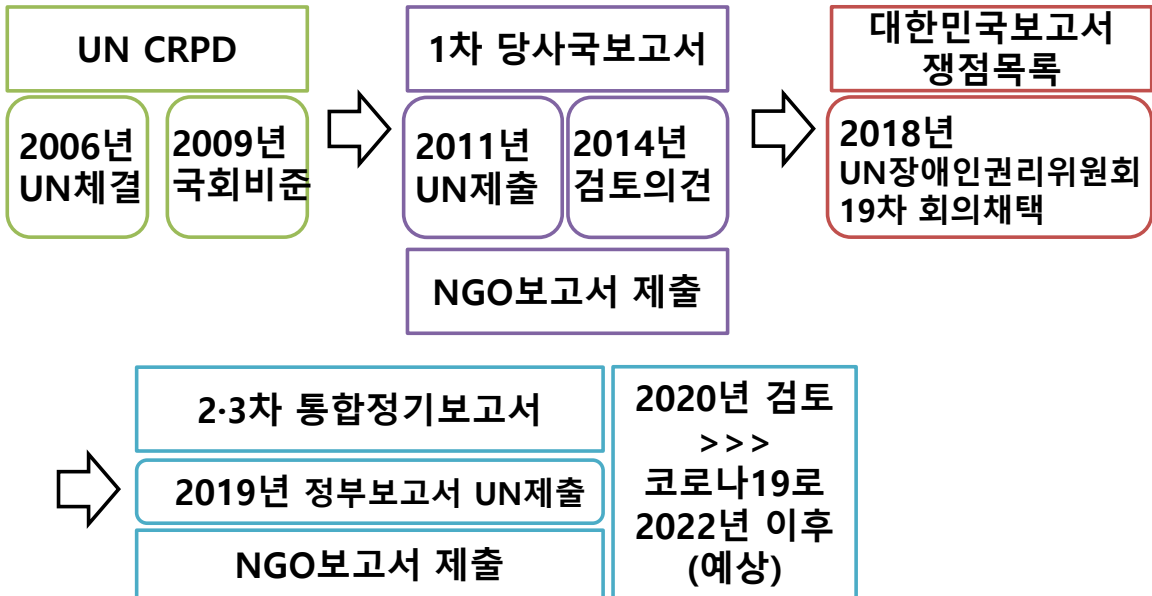 UN CRPD
2006년
UN체결
2009년
국회비준
1차 당사국보고서
2011년
UN제출
2014년
검토의견
NGO보고서 제출
대한민국보고서
쟁점목록
2018년
UN장애인권리위원회
19차 회의채택
2·3차 통합정기보고서
2019년 정부보고서 UN제출
NGO보고서 제출
2020년 검토
>>>
코로나19로
2022년 이후
(예상)